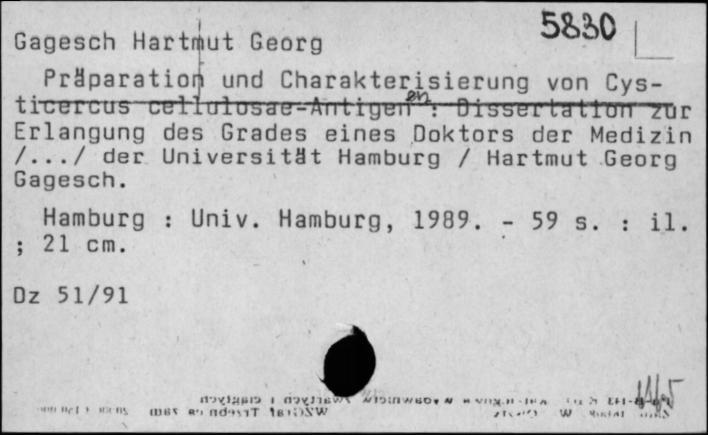 5830
Gagesch Hartmut Georg
Präparation und Charakterisierung von Cys-
ticercus cellulosae-Antigenen : Dissertation zur
Erlangung des Grades eines Doktors der Medizin
/.../ der Universität Hamburg / Hartmut Georg
Gagesch.
Hamburg : Univ. Hamburg, 1989. - 59 s. : il.
; 21 cm.
Dz 51/91